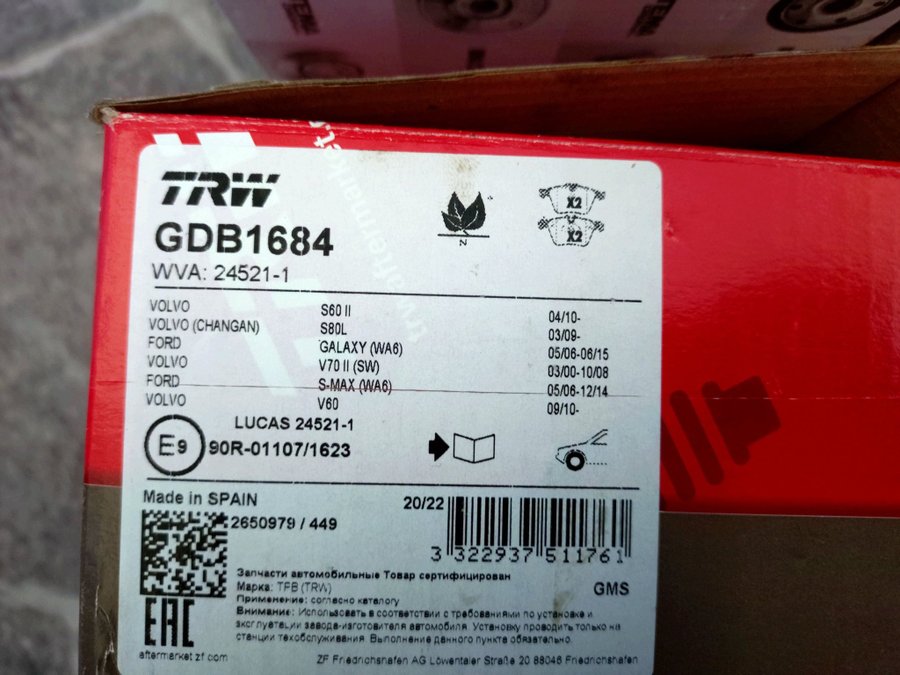 TRW
GDB1684
WVA: 24521-1
X2
X2
N
VOLVO S60 II 04/10-
VOLVO (CHANGAN) S80L 03/09-
FORD GALAXY (WA6) 05/06-06/15
VOLVO V70 II (SW) 03/00-10/08
FORD S-MAX (WA6) 05/06-12/14
VOLVO V60 09/10-
LUCAS 24521-1
E9 90R-01107/1623
Made in SPAIN
20/22
2650979 / 449
3 322937 511761
Запчасти автомобильные Товар сертифицирован
Марка: TFB (TRW)
GMS
Применение: согласно каталогу
Внимание: Использовать в соответствии с требованиями по установке и
эксплуатации завода-изготовителя автомобиля. Установку проводить только на
станции техобслуживания. Выполнение данного пункта обязательно.
EAC
aftermarket.zf.com
ZF Friedrichshafen AG Löwentaler Straße 20 88046 Friedrichshafen